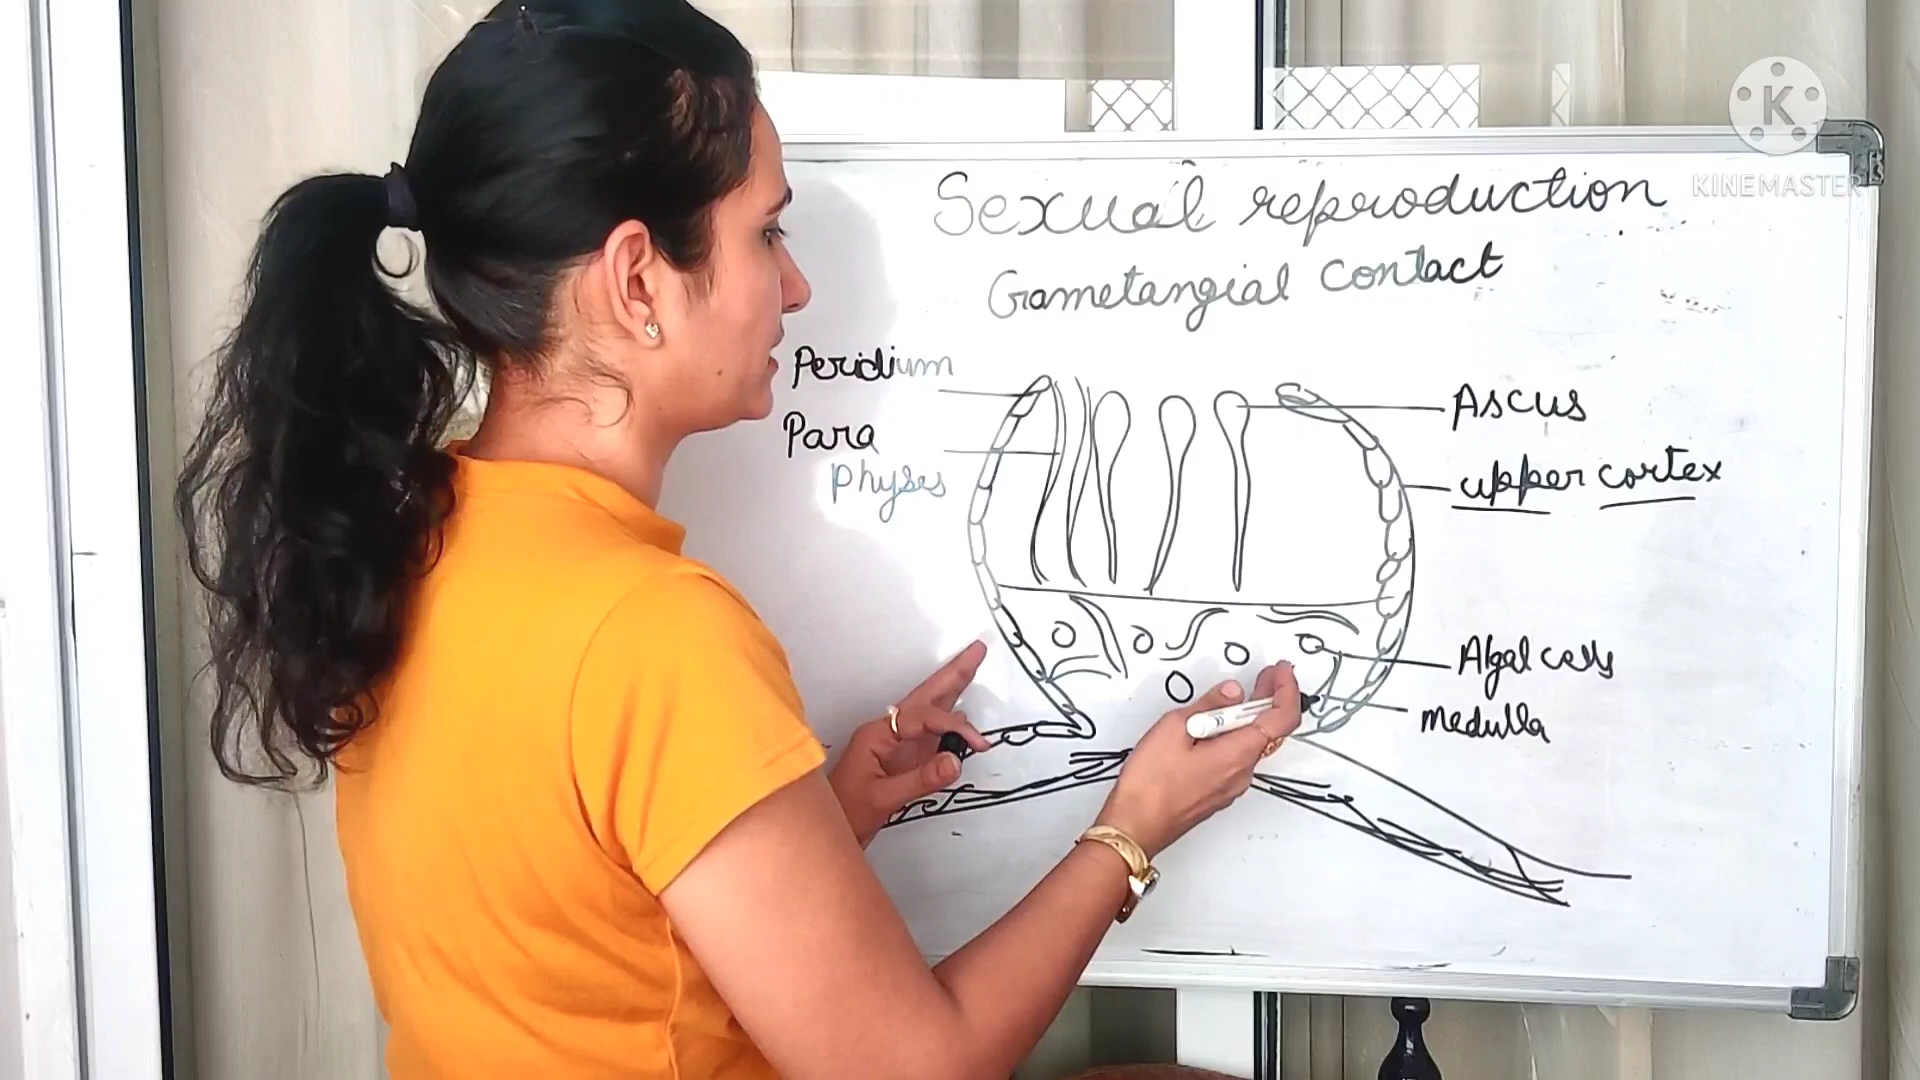 Sexual reproduction
Gametangial contact
Peridium
Para
physes
Ascus
upper cortex
Algal cells
medulla
K
KINEMASTER